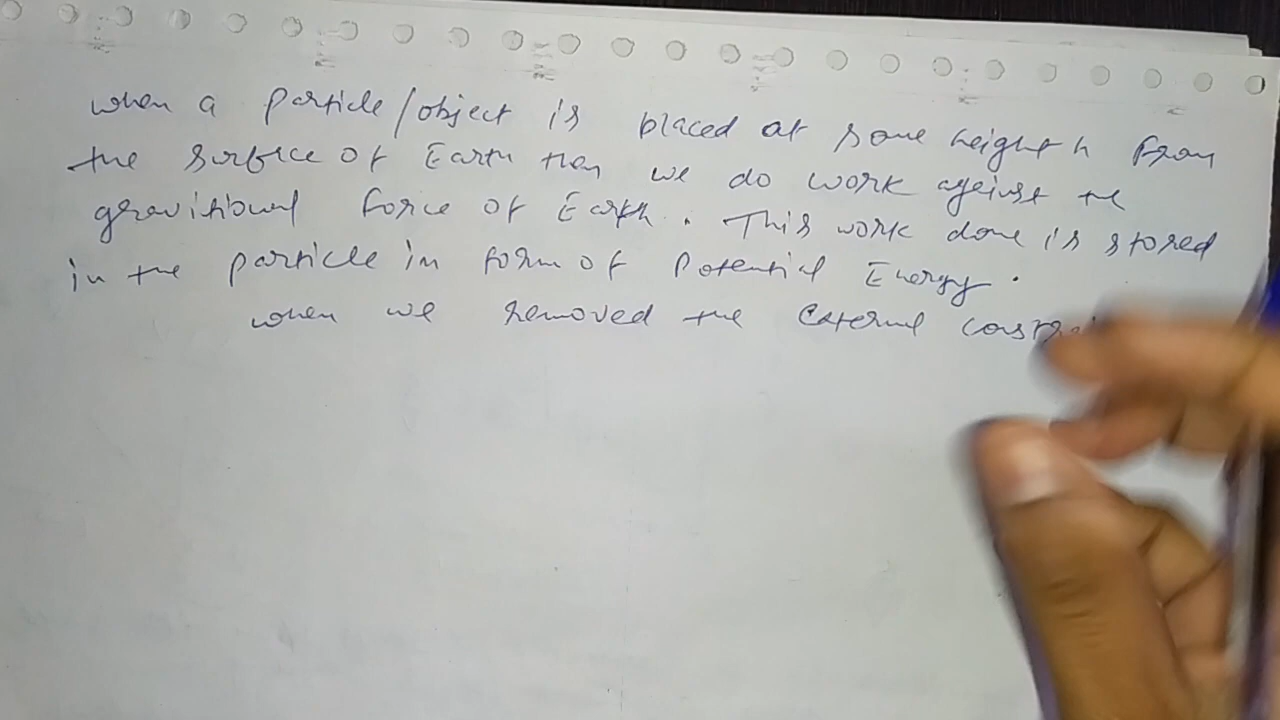 when a particle/object is placed at some height h from
the surface of Earth then we do work against the
gravitional force of Earth. This work done is stored
in the particle in form of Potential Energy.
when we removed the external